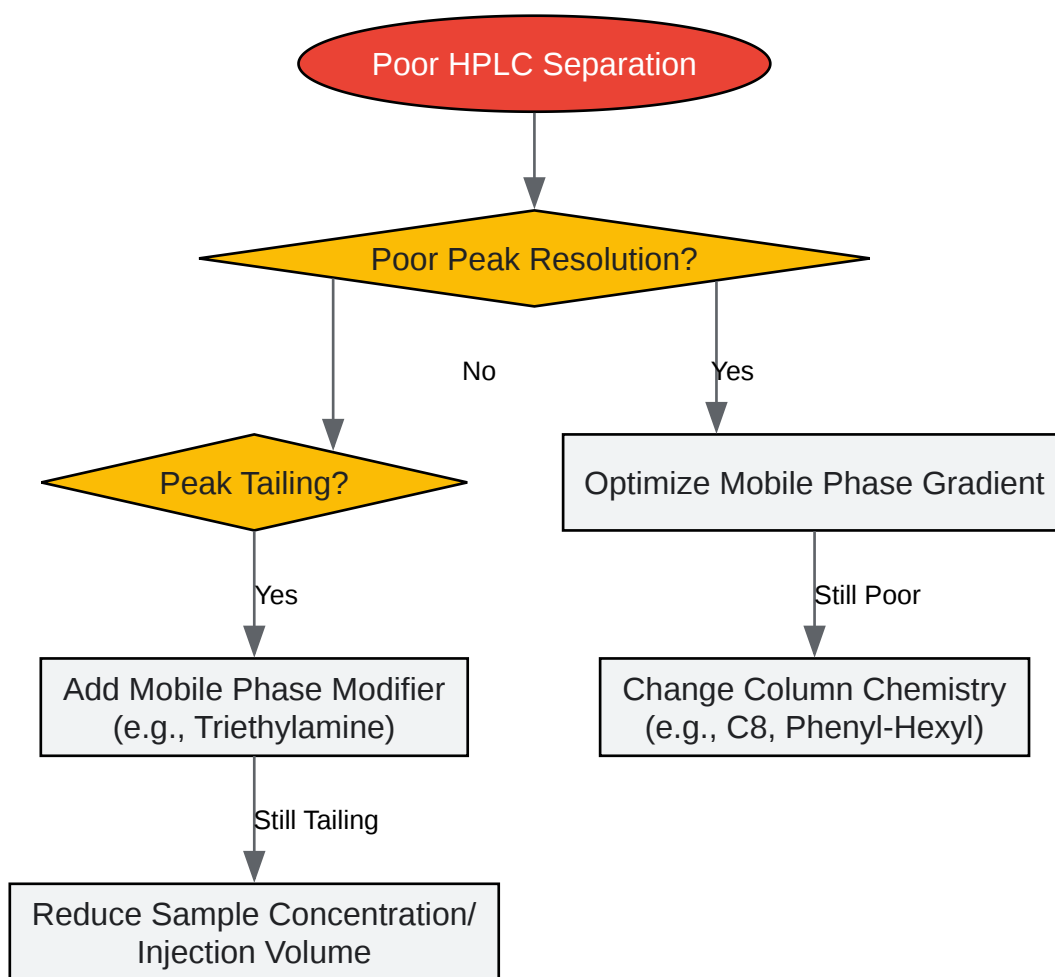 Poor HPLC Separation
Poor Peak Resolution?
No
Yes
Peak Tailing?
Optimize Mobile Phase Gradient
Yes
Still Poor
Add Mobile Phase Modifier
(e.g., Triethylamine)
Change Column Chemistry
(e.g., C8, Phenyl-Hexyl)
Still Tailing
Reduce Sample Concentration/
Injection Volume